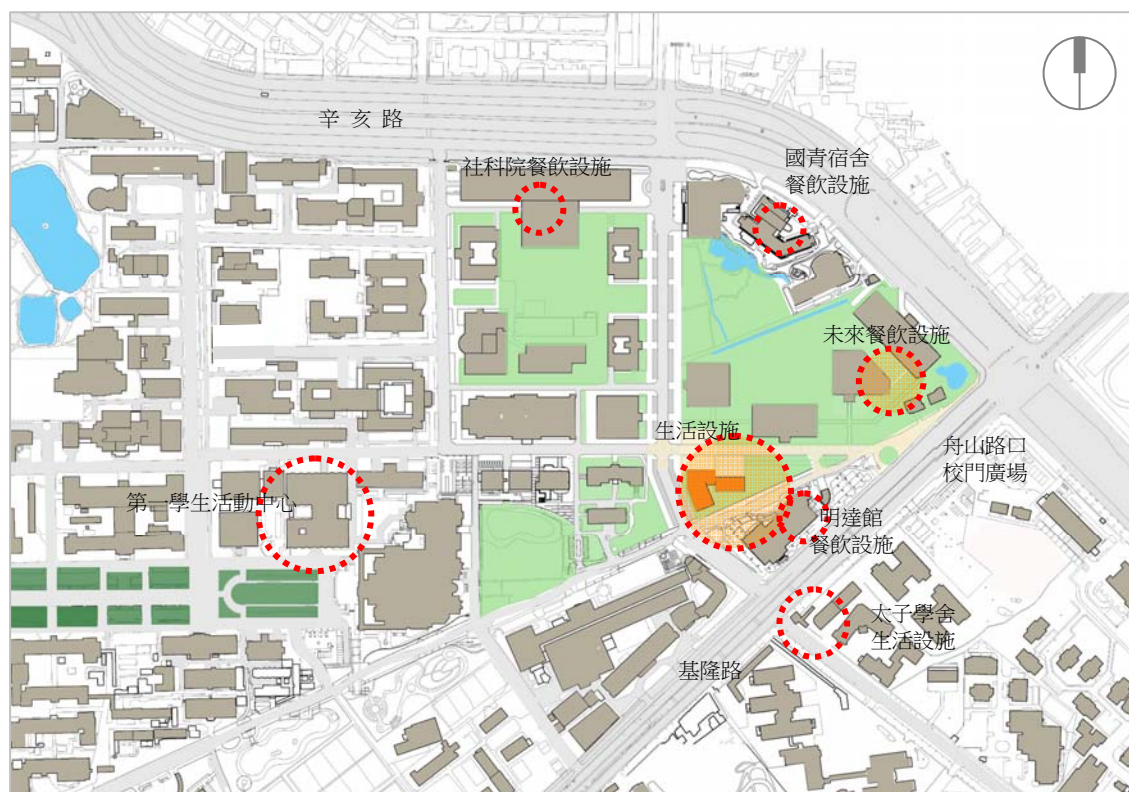 辛亥路
國青宿舍
餐飲設施
社科院餐飲設施
未來餐飲設施
生活設施
舟山路口
校門廣場
第一學生活動中心
明達館
餐飲設施
太子學舍
生活設施
基隆路